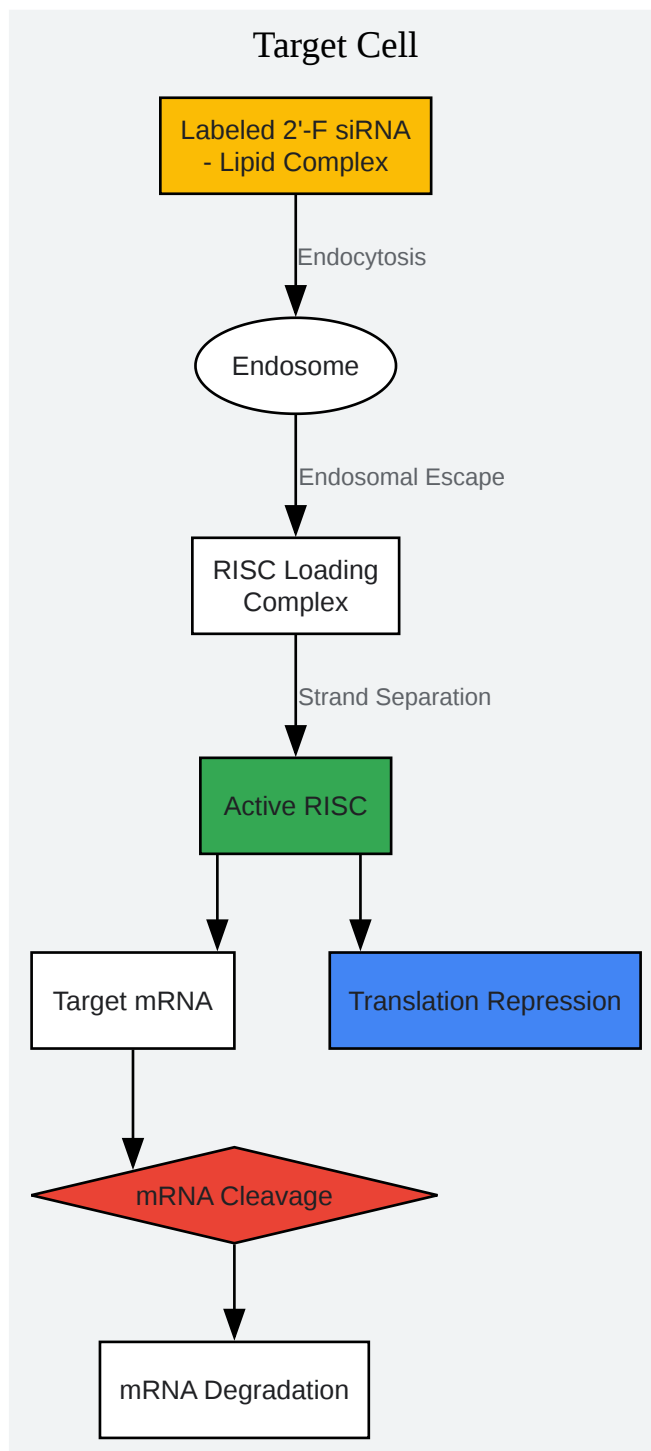 Target Cell
Labeled 2'-F siRNA
- Lipid Complex
Endocytosis
Endosome
Endosomal Escape
RISC Loading
Complex
Strand Separation
Active RISC
Target mRNA
Translation Repression
mRNA Cleavage
mRNA Degradation